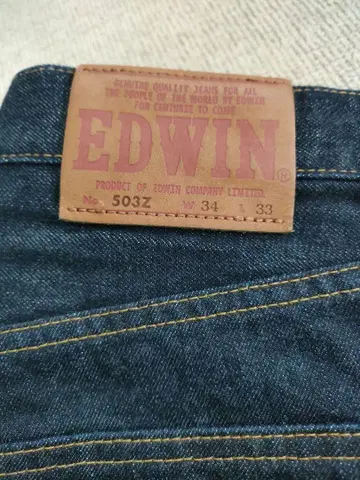 GENUINE QUALITY JEANS FOR ALL
THE PEOPLE OF THE WORLD BY EDWIN
FOR CENTURIES TO COME
EDWIN®
PRODUCT OF EDWIN COMPANY LIMITED
No. 503Z W 34 L 33